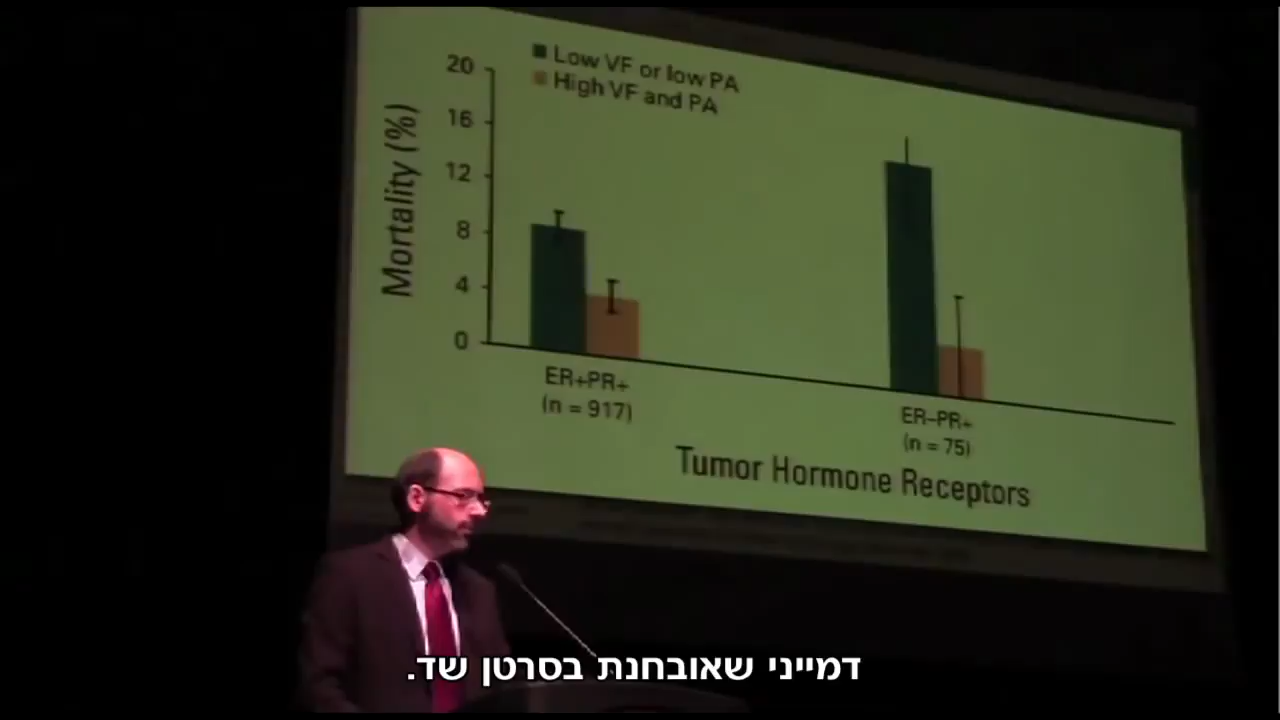 Low VF or low PA
High VF and PA
Mortality (%)
20
16
12
8
4
0
ER+PR+
(n = 917)
ER-PR+
(n = 75)
Tumor Hormone Receptors
דמייני שאובחנת בסרטן שד.